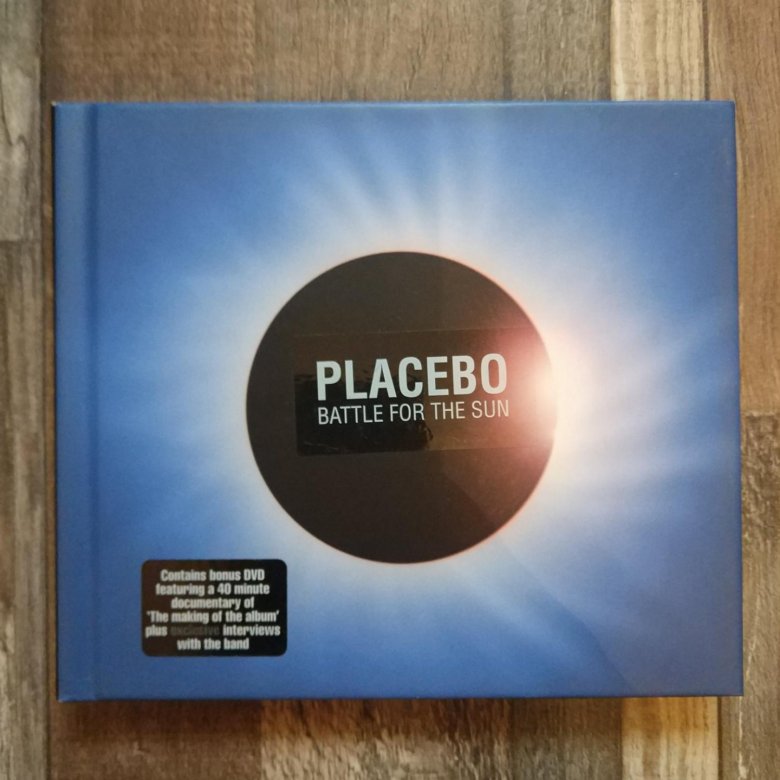 PLACEBO
BATTLE FOR THE SUN
Contains bonus DVD
featuring a 40 minute
documentary of
'The making of the album'
plus exclusive interviews
with the band